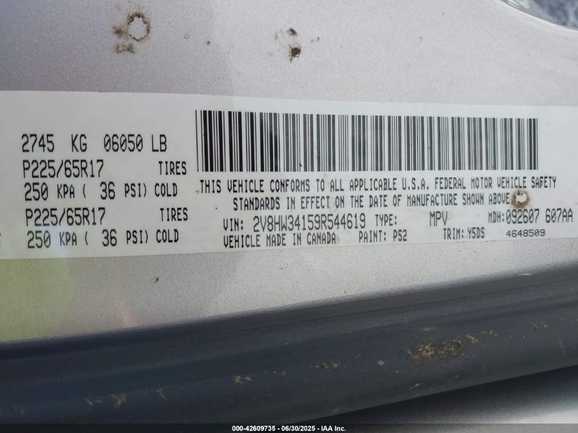 2745 KG 06050 LB
P225/65R17 TIRES
250 KPA ( 36 PSI) COLD
P225/65R17 TIRES
250 KPA ( 36 PSI) COLD
THIS VEHICLE CONFORMS TO ALL APPLICABLE U.S.A. FEDERAL MOTOR VEHICLE SAFETY
STANDARDS IN EFFECT ON THE DATE OF MANUFACTURE SHOWN ABOVE
VIN: 2V8HW34159R544619 TYPE: MPV MDH: 092607 607AA
VEHICLE MADE IN CANADA PAINT: PS2 TRIM: Y5DS 4648509
000-42609735 - 06/30/2025 - IAA Inc.